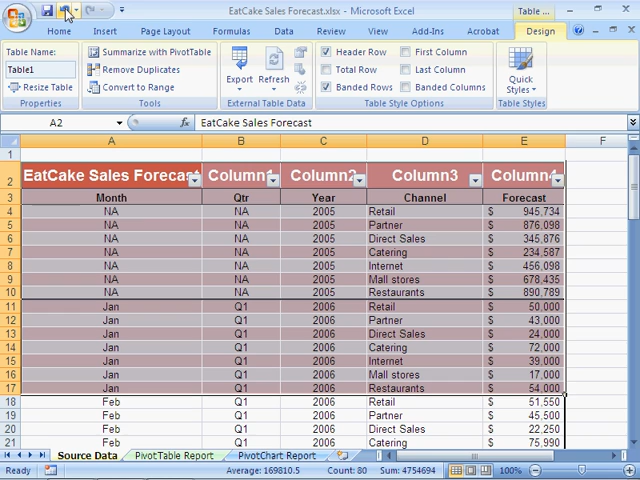 EatCake Sales Forecast.xlsx - Microsoft Excel
Table ...
Home Insert Page Layout Formulas Data Review View Add-Ins Acrobat Design
Table Name: Summarize with PivotTable Header Row First Column
Table1 Remove Duplicates Export Refresh Total Row Last Column Quick Styles
Resize Table Convert to Range Banded Rows Banded Columns
Properties Tools External Table Data Table Style Options Table Styles
A2 fx EatCake Sales Forecast
A B C D E F
1
2 EatCake Sales Forecast Column1 Column2 Column3 Column4
3 Month Qtr Year Channel Forecast
4 NA NA 2005 Retail $ 945,734
5 NA NA 2005 Partner $ 876,098
6 NA NA 2005 Direct Sales $ 345,876
7 NA NA 2005 Catering $ 234,587
8 NA NA 2005 Internet $ 456,098
9 NA NA 2005 Mall stores $ 678,435
10 NA NA 2005 Restaurants $ 890,789
11 Jan Q1 2006 Retail $ 50,000
12 Jan Q1 2006 Partner $ 43,000
13 Jan Q1 2006 Direct Sales $ 24,000
14 Jan Q1 2006 Catering $ 72,000
15 Jan Q1 2006 Internet $ 39,000
16 Jan Q1 2006 Mall stores $ 17,000
17 Jan Q1 2006 Restaurants $ 54,000
18 Feb Q1 2006 Retail $ 51,550
19 Feb Q1 2006 Partner $ 45,500
20 Feb Q1 2006 Direct Sales $ 22,250
21 Feb Q1 2006 Catering $ 75,990
Source Data PivotTable Report PivotChart Report
Ready Average: 169810.5 Count: 80 Sum: 4754694 100%